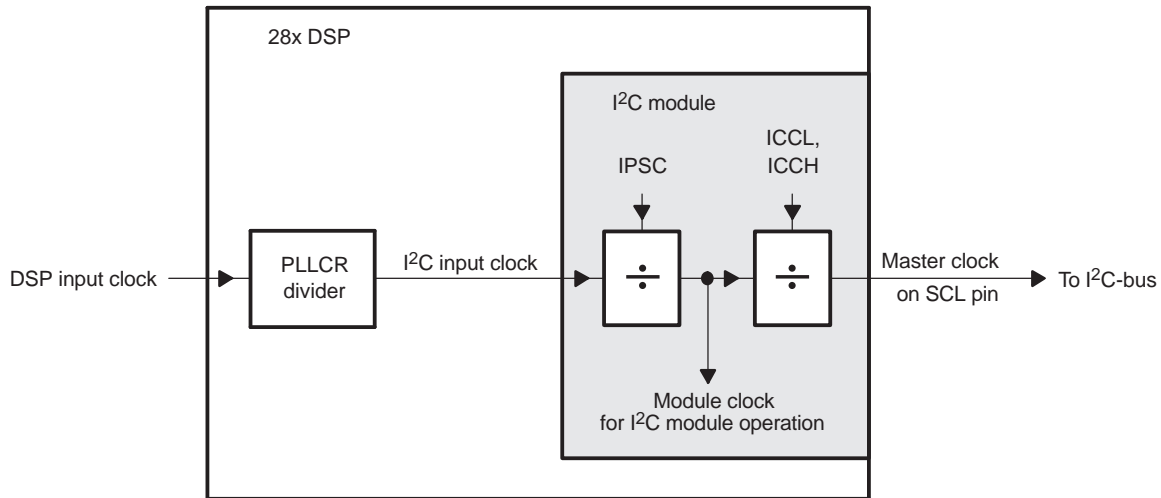 28x DSP
I2C module
ICCL,
ICCH
IPSC
DSP input clock
PLLCR
divider
I2C input clock
÷
÷
Master clock
on SCL pin
To I2C-bus
Module clock
for I2C module operation